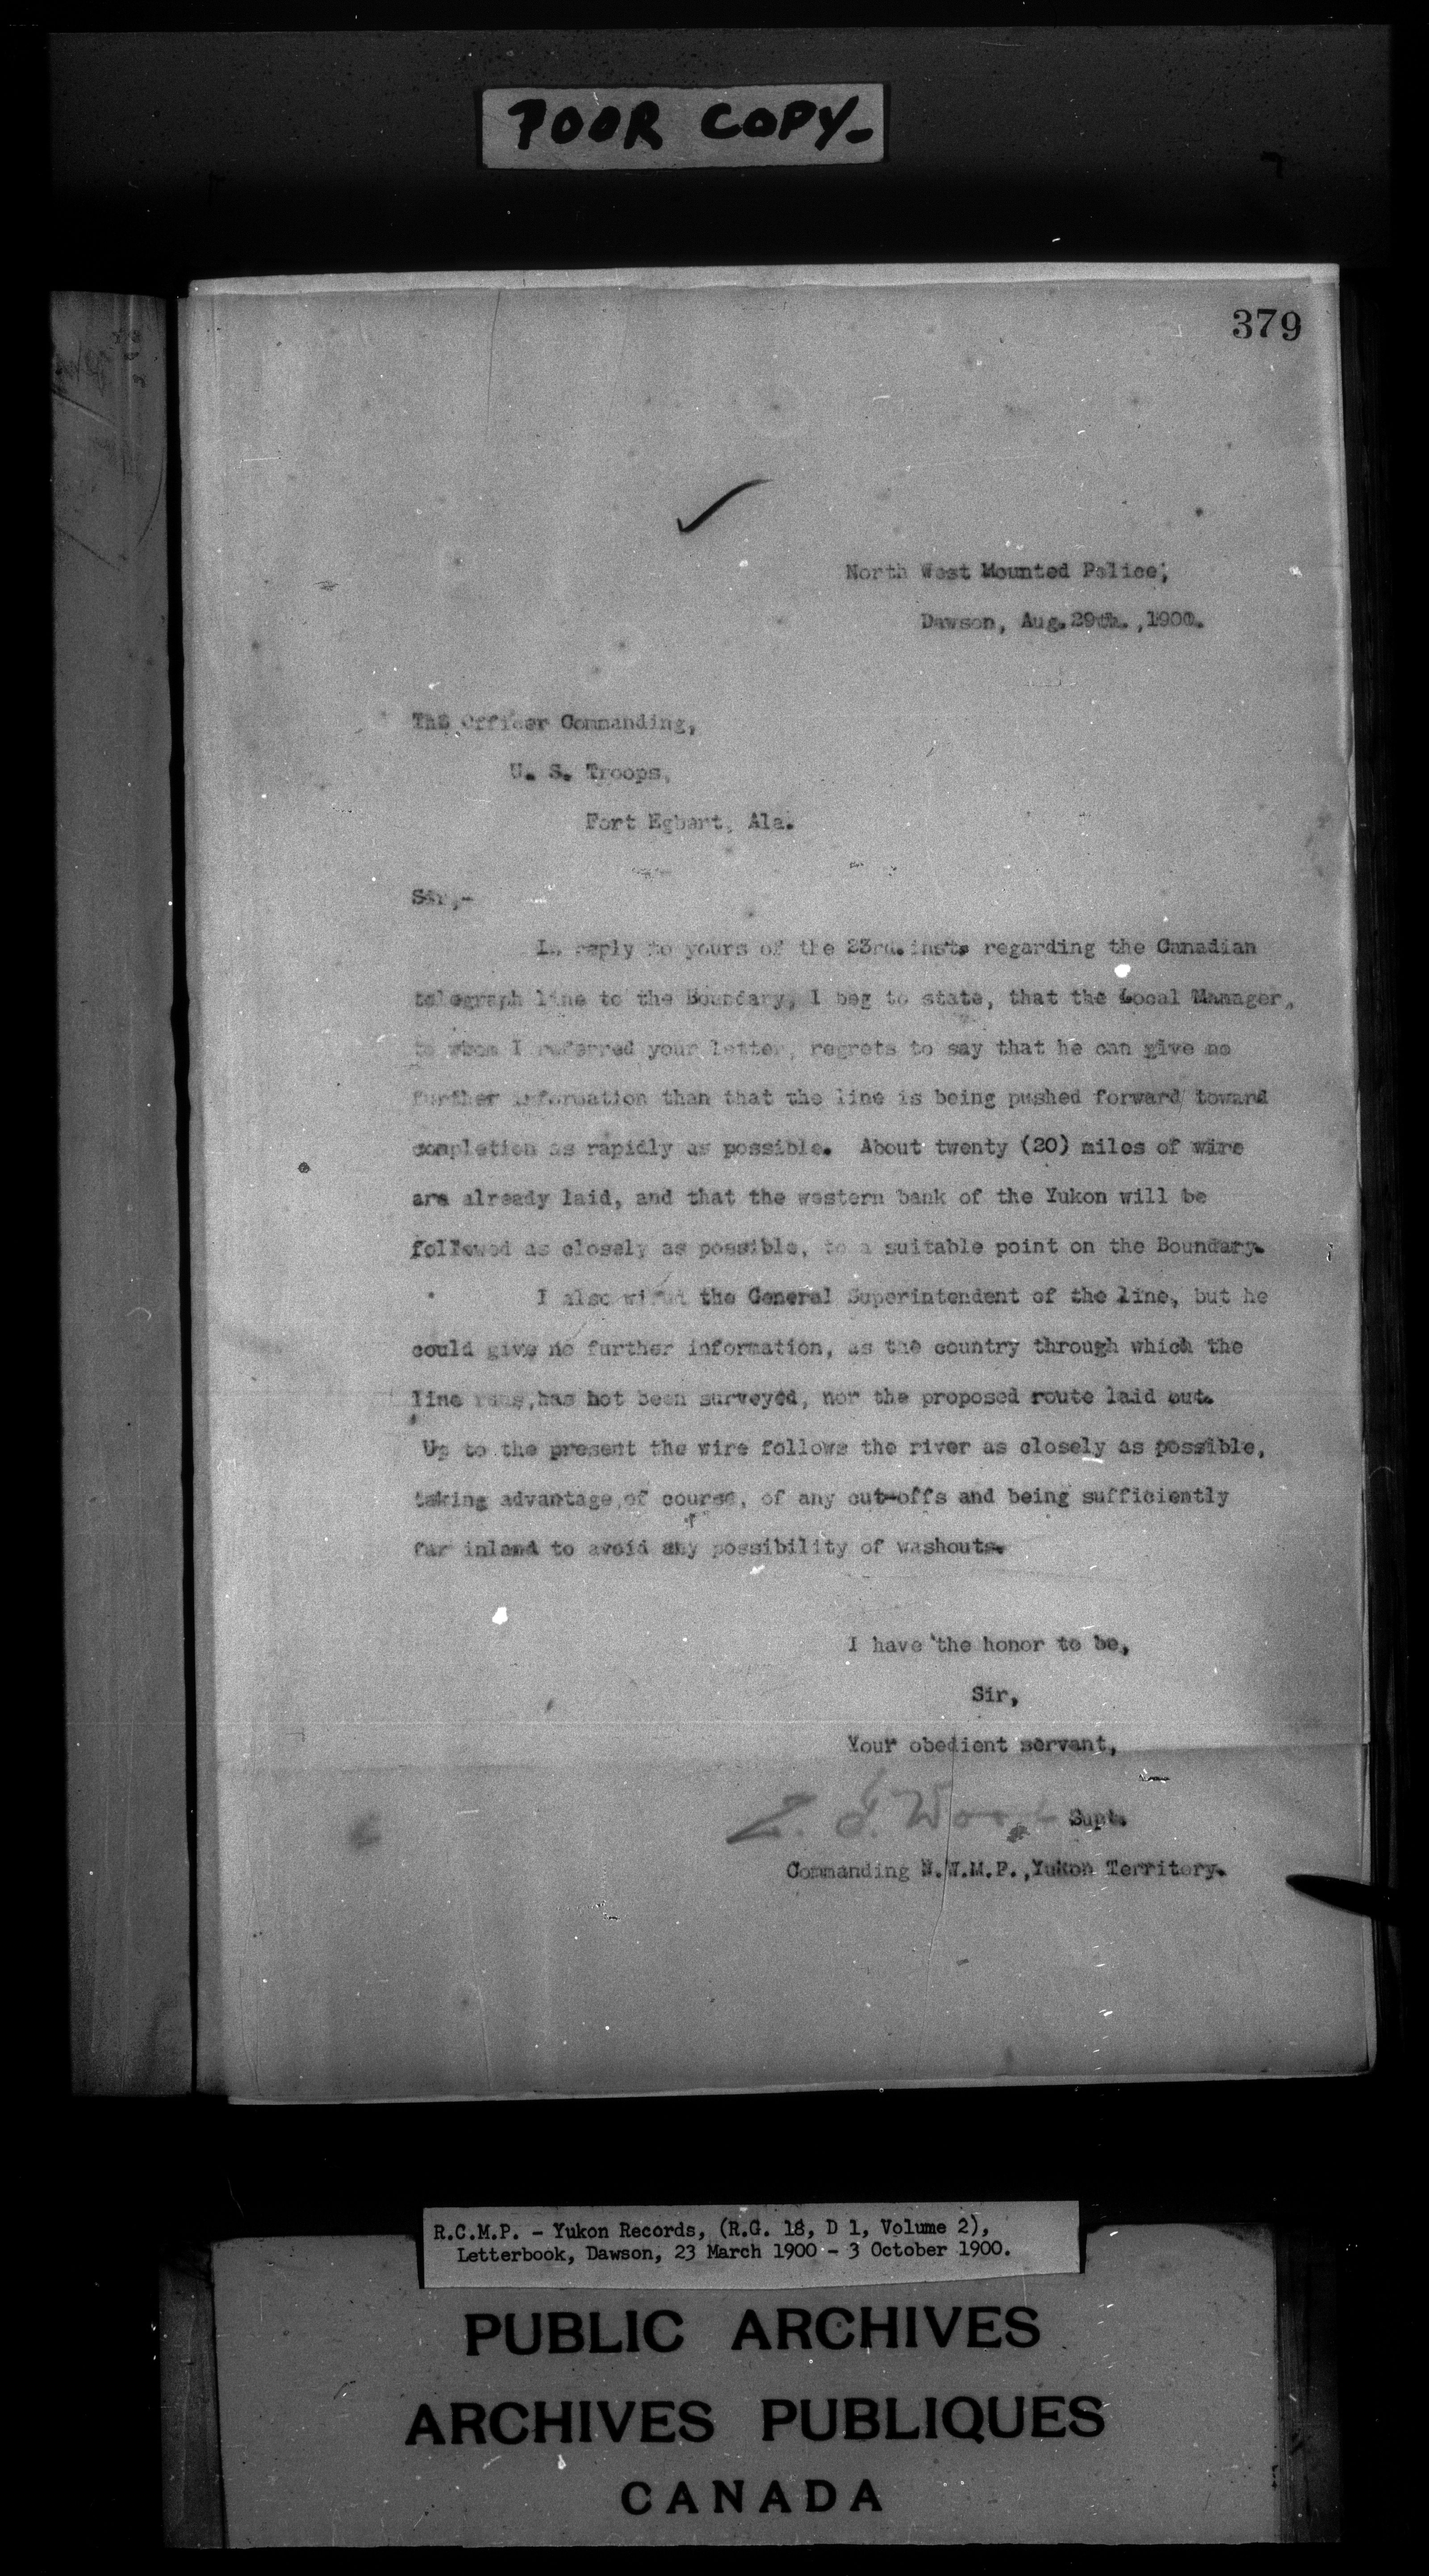 POOR COPY-
379
North West Mounted Police,
Dawson, Aug. 29th., 1900.
The Officer Commanding,
U. S. Troops,
Fort Egbert, Ala.
Sir,-
In reply to yours of the 23rd. inst. regarding the Canadian
telegraph line to the Boundary, I beg to state, that the Local Manager,
to whom I referred your letter, regrets to say that he can give no
further information than that the line is being pushed forward toward
completion as rapidly as possible. About twenty (20) miles of wire
are already laid, and that the western bank of the Yukon will be
followed as closely as possible, to a suitable point on the Boundary.
I also wired the General Superintendent of the line, but he
could give no further information, as the country through which the
line runs, has not been surveyed, nor the proposed route laid out.
Up to the present the wire follows the river as closely as possible,
taking advantage, of course, of any cut-offs and being sufficiently
far inland to avoid any possibility of washouts.
I have the honor to be,
Sir,
Your obedient servant,
Z. T. Wood Supt.
Commanding N.W.M.P., Yukon Territory.
R.C.M.P. - Yukon Records, (R.G. 18, D 1, Volume 2),
Letterbook, Dawson, 23 March 1900 - 3 October 1900.
PUBLIC ARCHIVES
ARCHIVES PUBLIQUES
CANADA